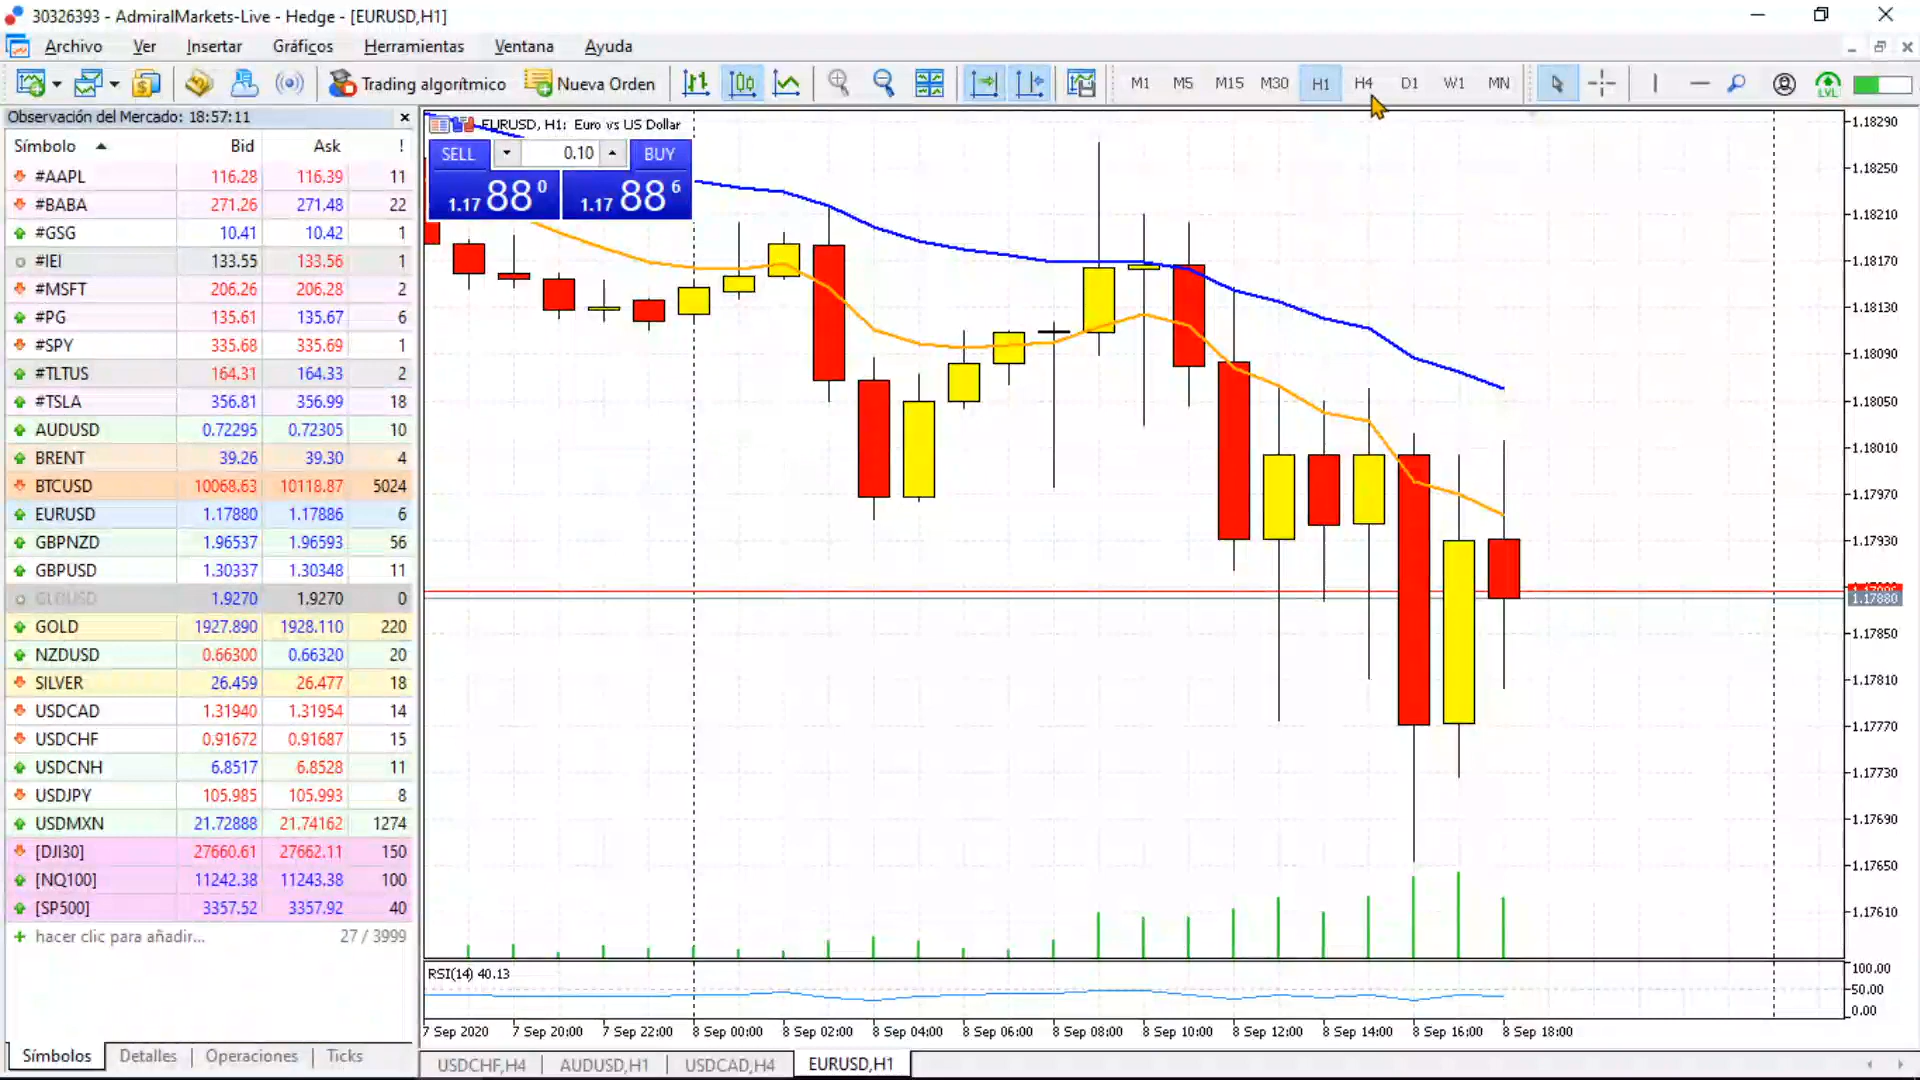 30326393 - AdmiralMarkets-Live - Hedge - [EURUSD,H1]
Archivo Ver Insertar Gráficos Herramientas Ventana Ayuda
Trading algorítmico Nueva Orden M1 M5 M15 M30 H1 H4 D1 W1 MN LVL
Observación del Mercado: 18:57:11
Símbolo Bid Ask !
#AAPL 116.28 116.39 11
#BABA 271.26 271.48 22
#GSG 10.41 10.42 1
#IEI 133.55 133.56 1
#MSFT 206.26 206.28 2
#PG 135.61 135.67 6
#SPY 335.68 335.69 1
#TLTUS 164.31 164.33 2
#TSLA 356.81 356.99 18
AUDUSD 0.72295 0.72305 10
BRENT 39.26 39.30 4
BTCUSD 10068.63 10118.87 5024
EURUSD 1.17880 1.17886 6
GBPNZD 1.96537 1.96593 56
GBPUSD 1.30337 1.30348 11
1.9270 1.9270 0
GOLD 1927.890 1928.110 220
NZDUSD 0.66300 0.66320 20
SILVER 26.459 26.477 18
USDCAD 1.31940 1.31954 14
USDCHF 0.91672 0.91687 15
USDCNH 6.8517 6.8528 11
USDJPY 105.985 105.993 8
USDMXN 21.72888 21.74162 1274
[DJI30] 27660.61 27662.11 150
[NQ100] 11242.38 11243.38 100
[SP500] 3357.52 3357.92 40
+ hacer clic para añadir... 27 / 3999
Símbolos Detalles Operaciones Ticks
EURUSD, H1: Euro vs US Dollar
SELL 0.10 BUY
1.17 88 0 1.17 88 6
1.18290
1.18250
1.18210
1.18170
1.18130
1.18090
1.18050
1.18010
1.17970
1.17930
1.17880
1.17850
1.17810
1.17770
1.17730
1.17690
1.17650
1.17610
RSI(14) 40.13
100.00
50.00
0.00
7 Sep 2020 7 Sep 20:00 7 Sep 22:00 8 Sep 00:00 8 Sep 02:00 8 Sep 04:00 8 Sep 06:00 8 Sep 08:00 8 Sep 10:00 8 Sep 12:00 8 Sep 14:00 8 Sep 16:00 8 Sep 18:00
USDCHF,H4 AUDUSD,H1 USDCAD,H4 EURUSD,H1